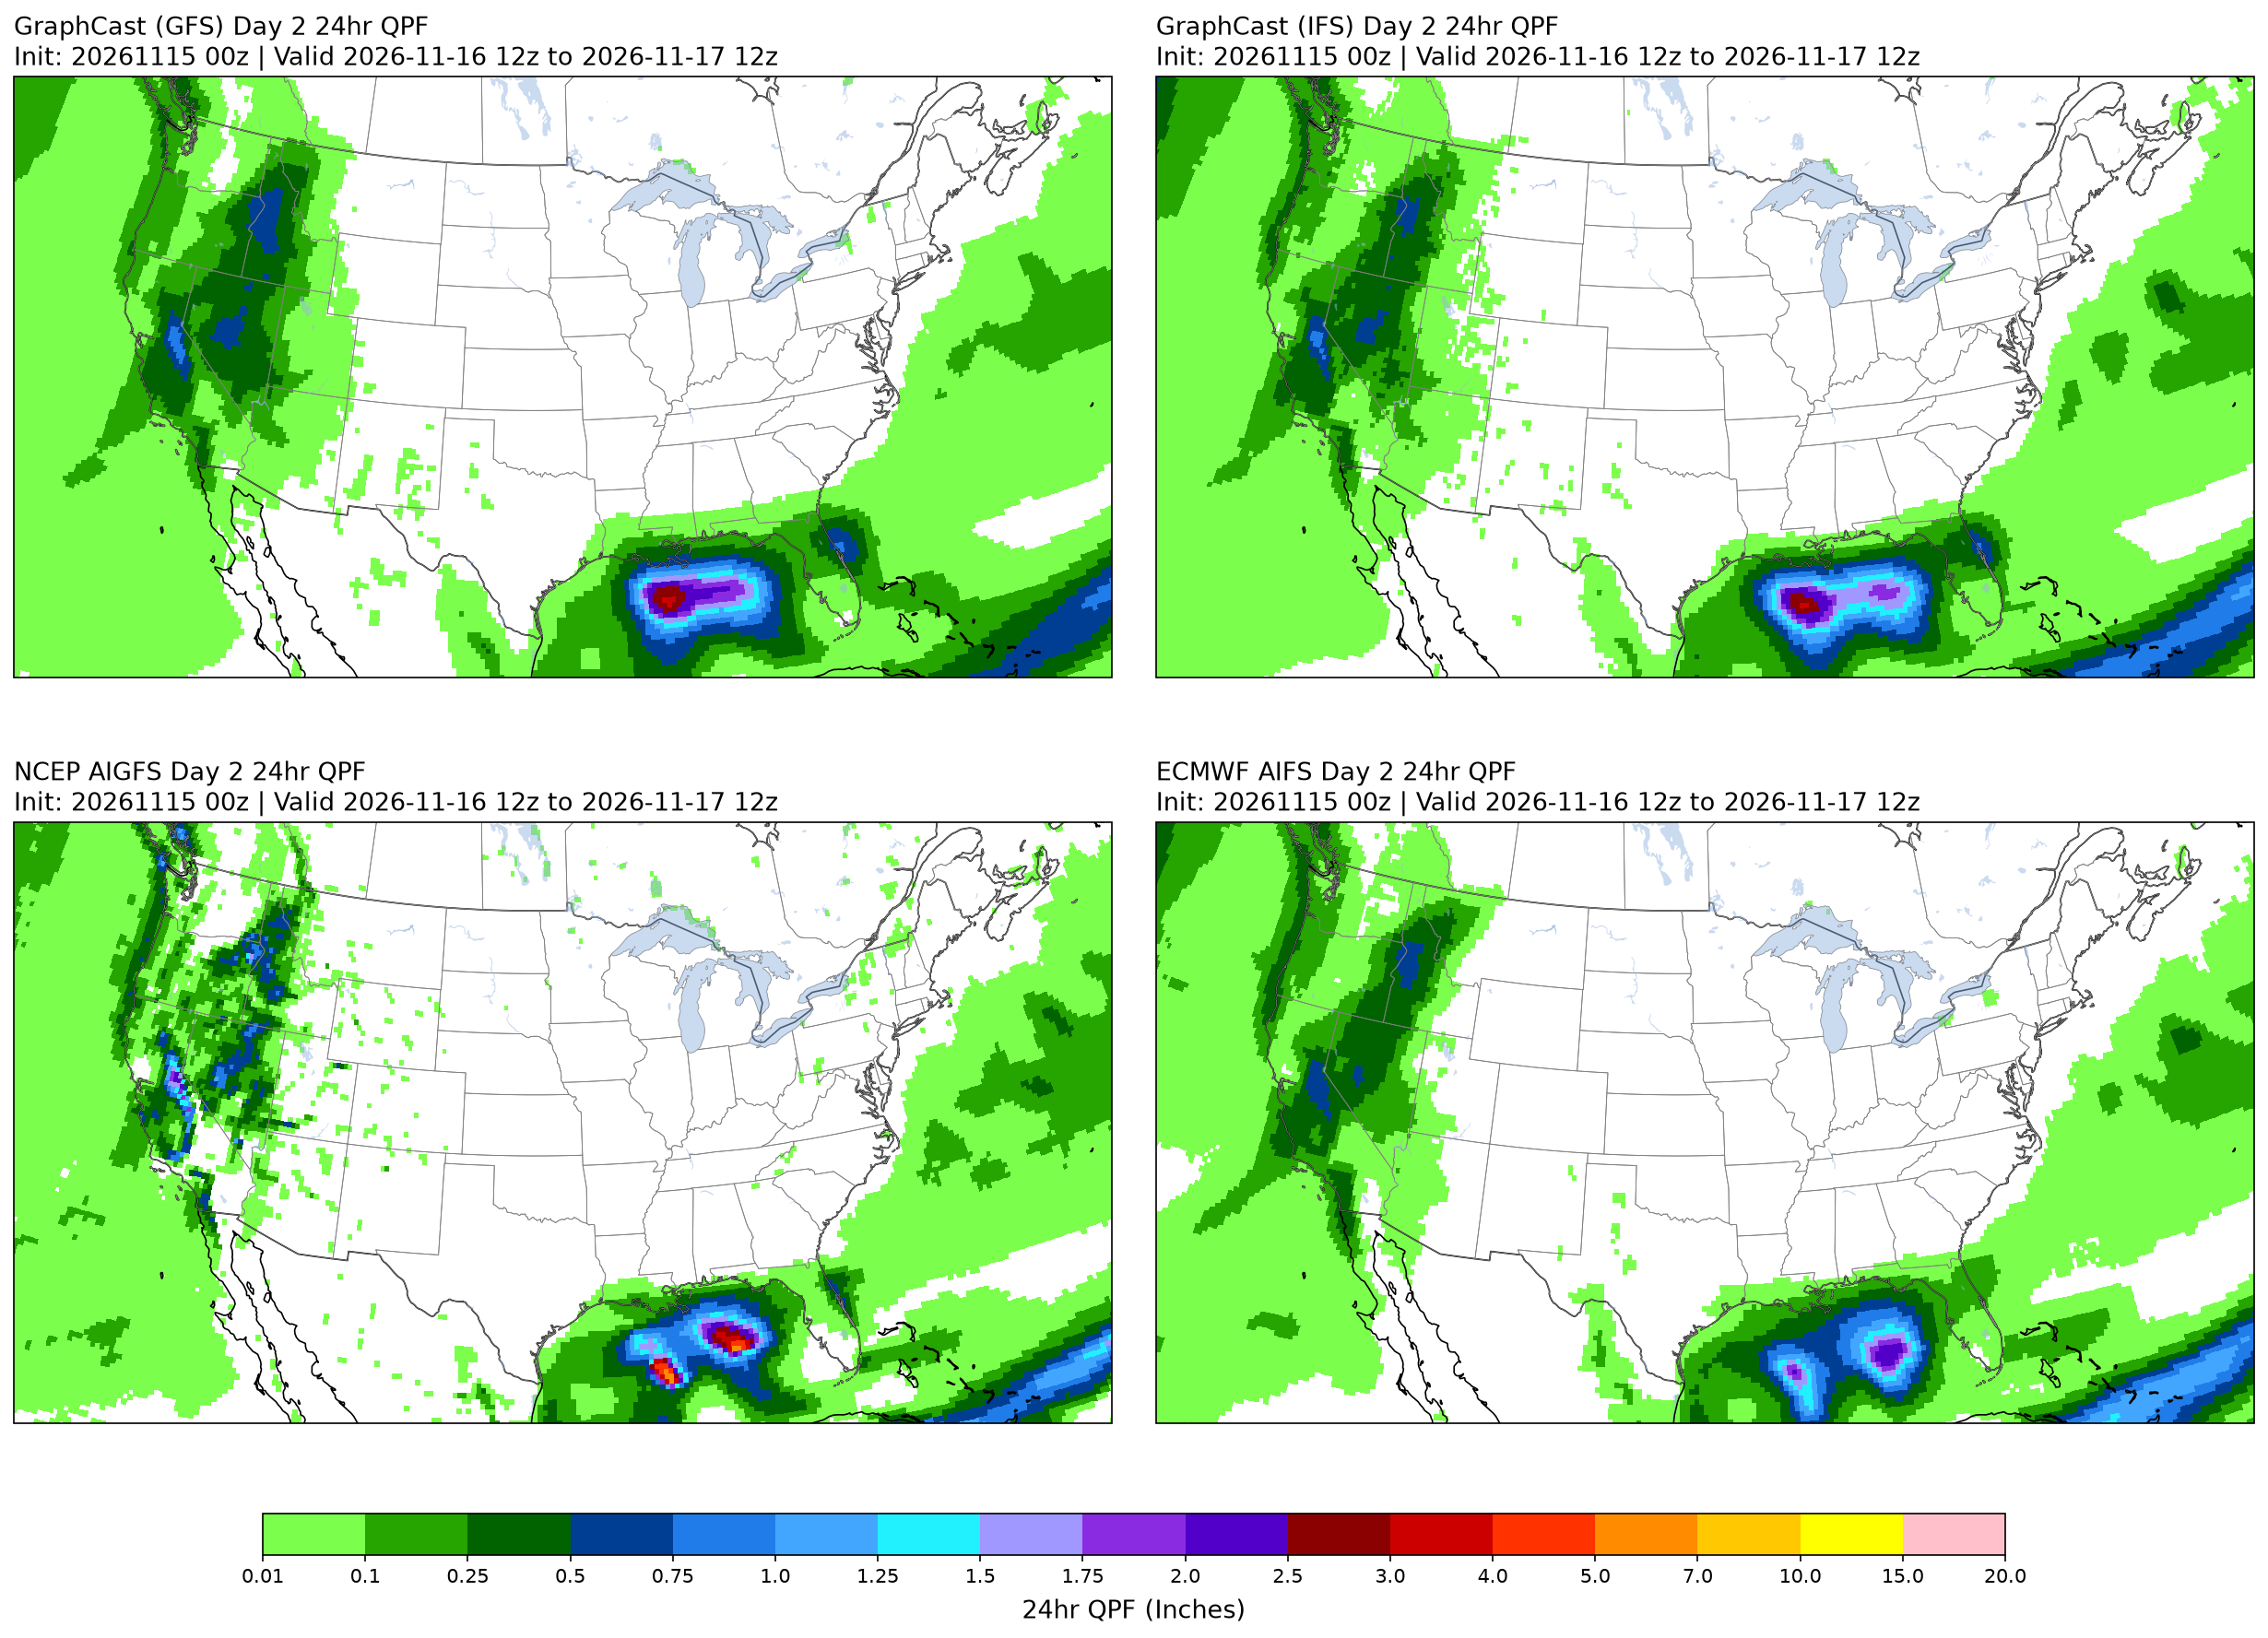 GraphCast (GFS) Day 2 24hr QPF
Init: 20261115 00z | Valid 2026-11-16 12z to 2026-11-17 12z
GraphCast (IFS) Day 2 24hr QPF
Init: 20261115 00z | Valid 2026-11-16 12z to 2026-11-17 12z
NCEP AIGFS Day 2 24hr QPF
Init: 20261115 00z | Valid 2026-11-16 12z to 2026-11-17 12z
ECMWF AIFS Day 2 24hr QPF
Init: 20261115 00z | Valid 2026-11-16 12z to 2026-11-17 12z
0.01 0.1 0.25 0.5 0.75 1.0 1.25 1.5 1.75 2.0 2.5 3.0 4.0 5.0 7.0 10.0 15.0 20.0
24hr QPF (Inches)